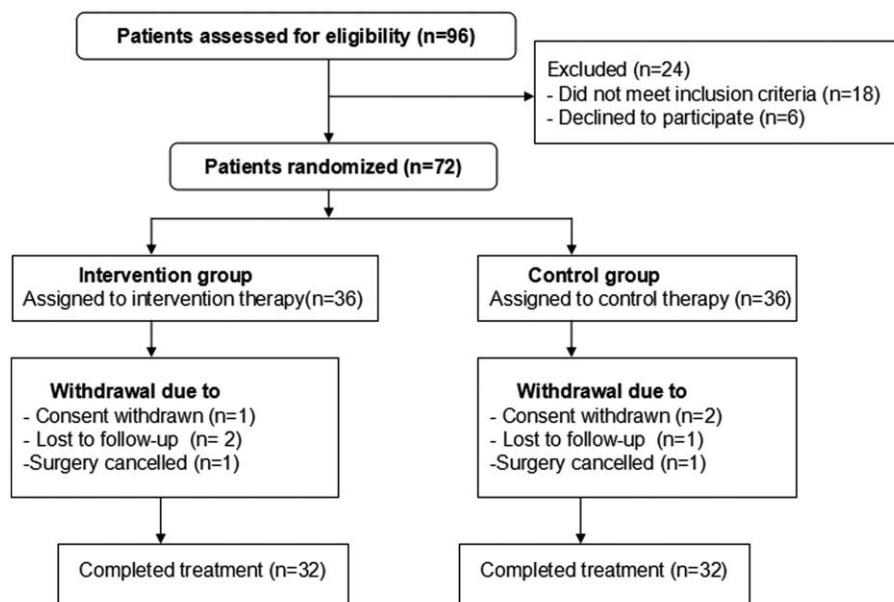 Patients assessed for eligibility (n=96)
Excluded (n=24)
- Did not meet inclusion criteria (n=18)
- Declined to participate (n=6)
Patients randomized (n=72)
Intervention group
Assigned to intervention therapy(n=36)
Control group
Assigned to control therapy (n=36)
Withdrawal due to
- Consent withdrawn (n=1)
- Lost to follow-up (n= 2)
-Surgery cancelled (n=1)
Withdrawal due to
- Consent withdrawn (n=2)
- Lost to follow-up (n=1)
-Surgery cancelled (n=1)
Completed treatment (n=32)
Completed treatment (n=32)